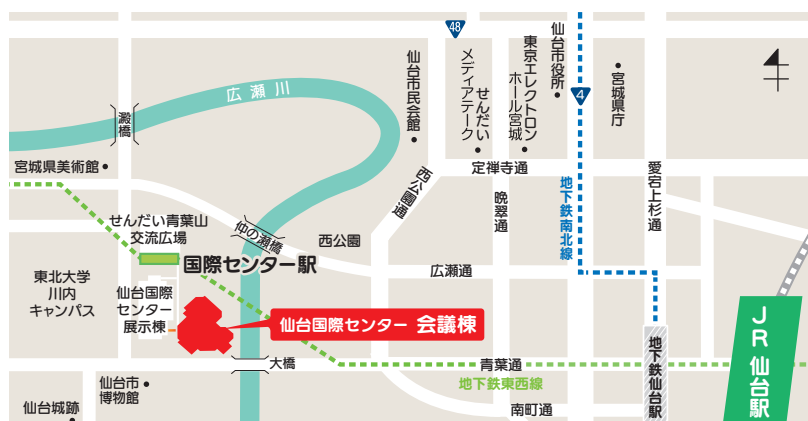 48
仙台市民会館
せんだい
メディアテーク
東京エレクトロン
ホール宮城
仙台市役所
4
宮城県庁
広瀬川
澱橋
宮城県美術館
定禅寺通
西公園通
晩翠通
地下鉄南北線
愛宕上杉通
せんだい青葉山
交流広場
仲の瀬橋
西公園
国際センター駅
広瀬通
東北大学
川内
キャンパス
仙台国際
センター
展示棟
仙台国際センター 会議棟
JR 仙台駅
地下鉄仙台駅
大橋
青葉通
地下鉄東西線
仙台市
博物館
仙台城跡
南町通